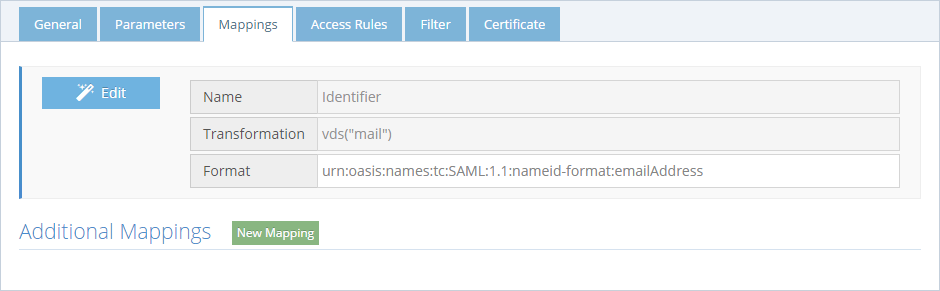 General Parameters Mappings Access Rules Filter Certificate
Edit
Name Identifier
Transformation vds("mail")
Format urn:oasis:names:tc:SAML:1.1:nameid-format:emailAddress
Additional Mappings New Mapping